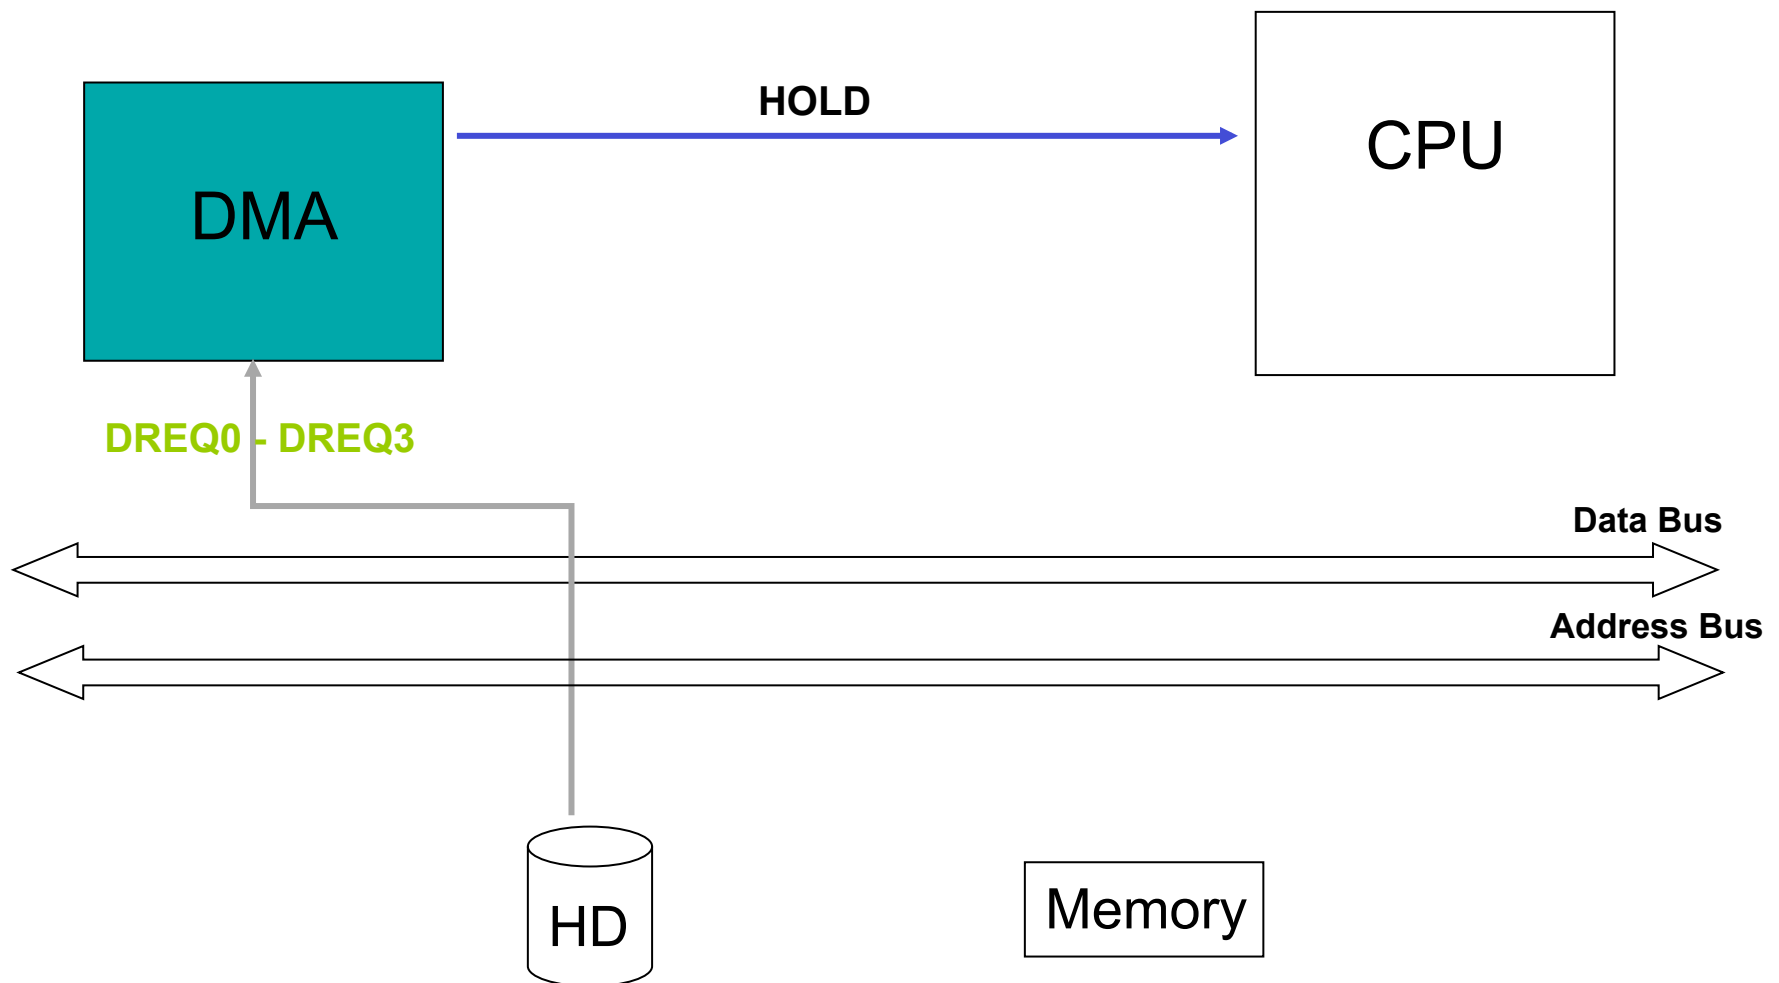 HOLD
CPU
DMA
DREQ0 - DREQ3
Data Bus
Address Bus
HD
Memory